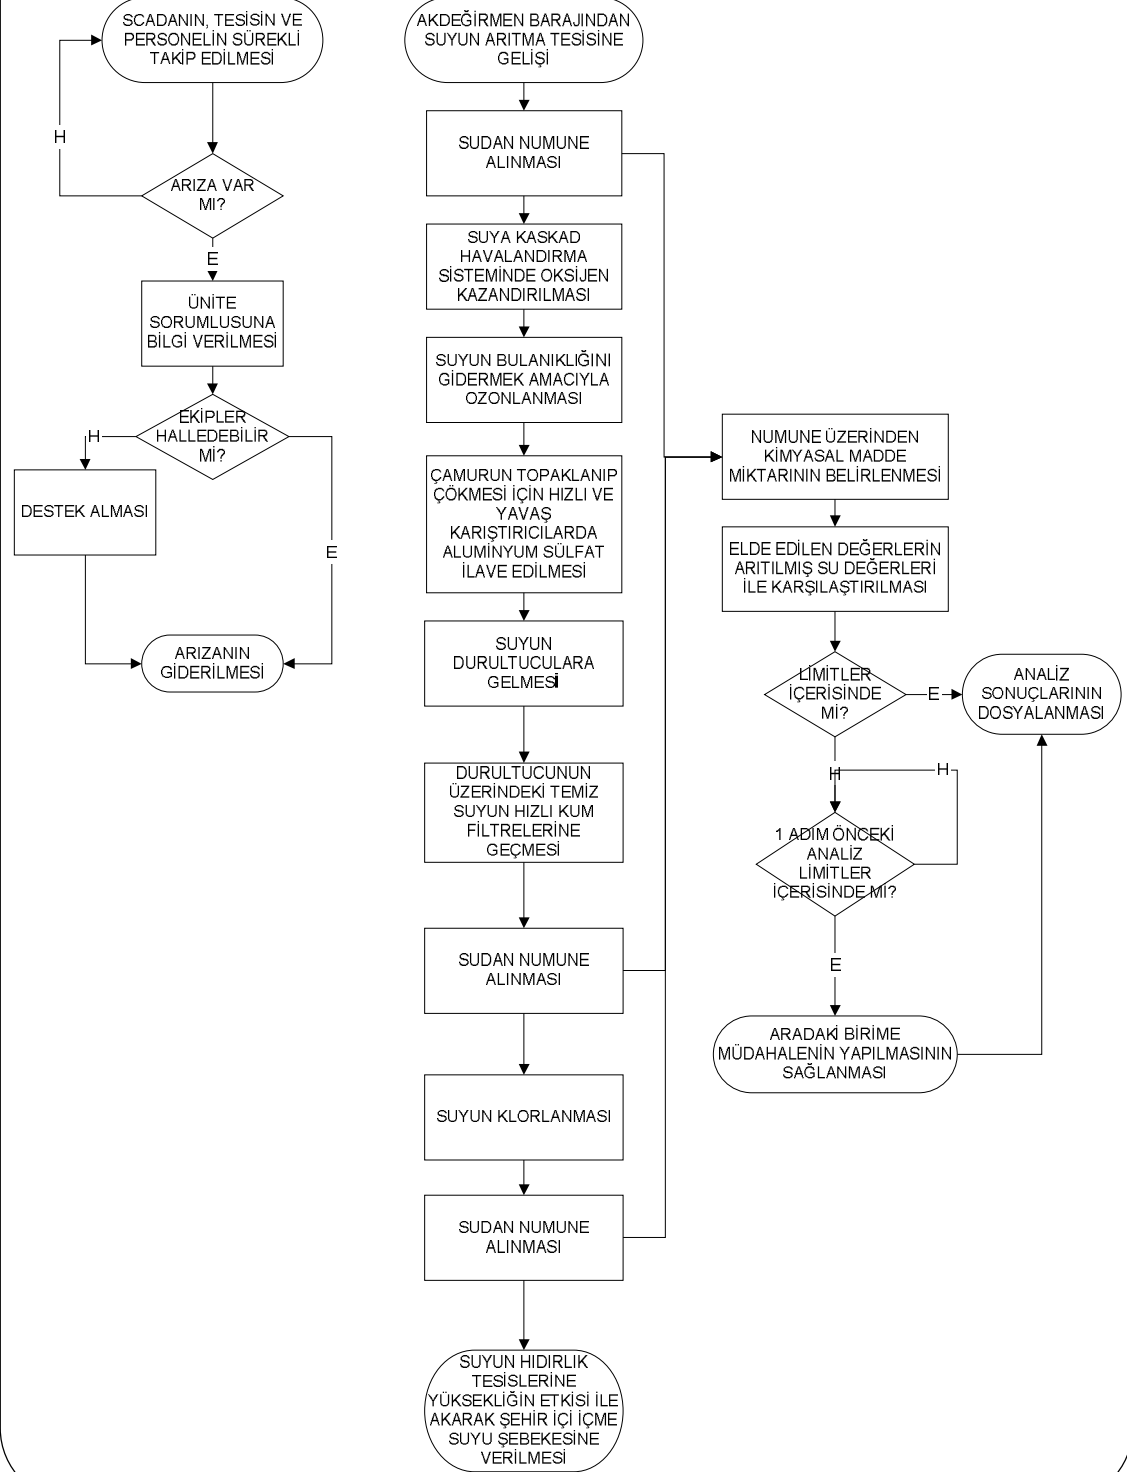 SCADANIN, TESİSİN VE
PERSONELİN SÜREKLİ
TAKİP EDİLMESİ
H
ARIZA VAR
MI?
E
ÜNİTE
SORUMLUSUNA
BİLGİ VERİLMESİ
EKİPLER
HALLEDEBİLİR
Mİ?
H
DESTEK ALMASI
E
ARIZANIN
GİDERİLMESİ
AKDEĞİRMEN BARAJINDAN
SUYUN ARITMA TESİSİNE
GELİŞİ
SUDAN NUMUNE
ALINMASI
SUYA KASKAD
HAVALANDIRMA
SİSTEMİNDE OKSİJEN
KAZANDIRILMASI
SUYUN BULANIKLIĞINI
GİDERMEK AMACIYLA
OZONLANMASI
ÇAMURUN TOPAKLANIP
ÇÖKMESİ İÇİN HIZLI VE
YAVAŞ
KARIŞTIRICILARDA
ALUMİNYUM SÜLFAT
İLAVE EDİLMESİ
SUYUN
DURULTUCULARA
GELMESİ
DURULTUCUNUN
ÜZERİNDEKİ TEMİZ
SUYUN HIZLI KUM
FİLTRELERİNE
GEÇMESİ
SUDAN NUMUNE
ALINMASI
SUYUN KLORLANMASI
SUDAN NUMUNE
ALINMASI
SUYUN HIDIRLIK
TESİSLERİNE
YÜKSEKLİĞİN ETKİSİ İLE
AKARAK ŞEHİR İÇİ İÇME
SUYU ŞEBEKESİNE
VERİLMESİ
NUMUNE ÜZERİNDEN
KİMYASAL MADDE
MİKTARININ BELİRLENMESİ
ELDE EDİLEN DEĞERLERİN
ARITILMIŞ SU DEĞERLERİ
İLE KARŞILAŞTIRILMASI
LİMİTLER
İÇERİSİNDE
Mİ?
E
ANALİZ
SONUÇLARININ
DOSYALANMASI
H
H
1 ADIM ÖNCEKİ
ANALİZ
LİMİTLER
İÇERİSİNDE Mİ?
E
ARADAKİ BİRİME
MÜDAHALENİN YAPILMASININ
SAĞLANMASI